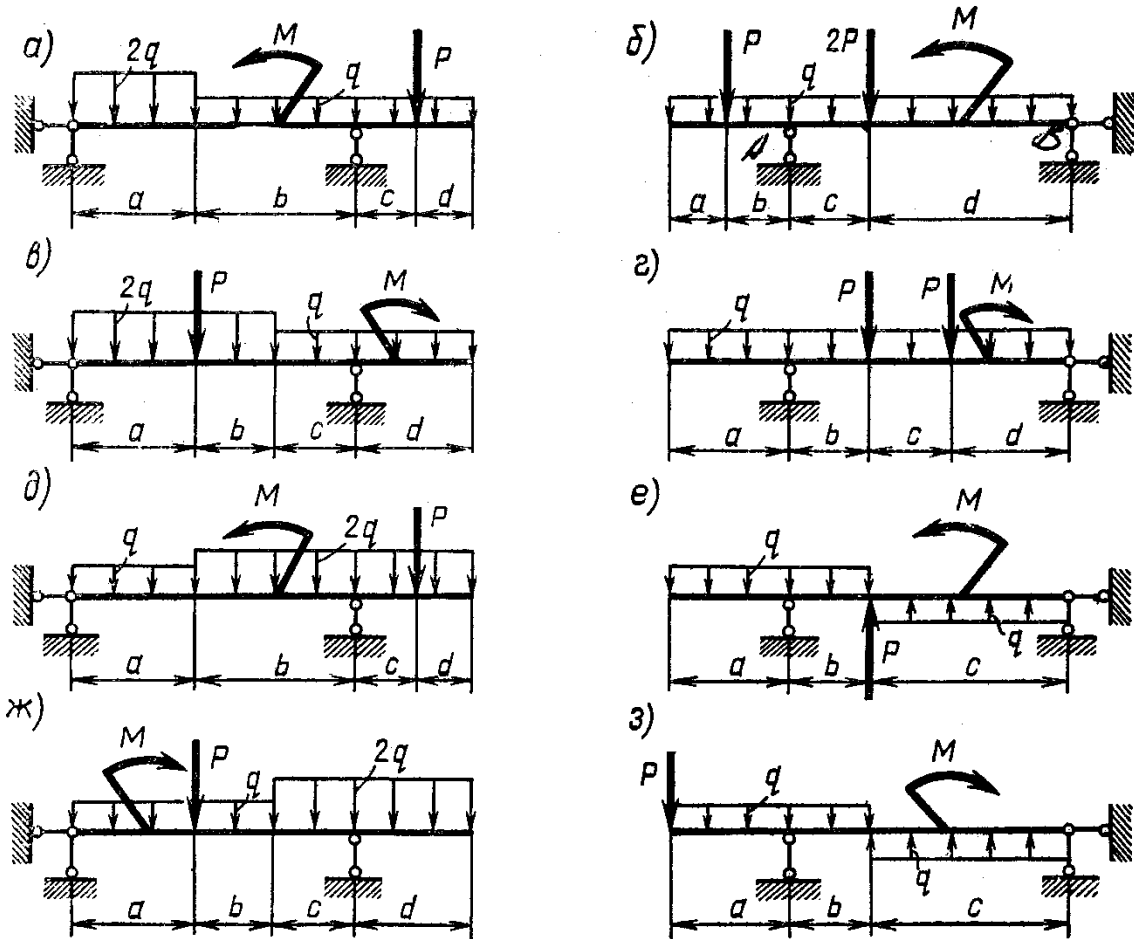 а) 2q M q P
a b c d
б) P q 2P M
A B
a b c d
в) 2q P q M
a b c d
г) q P P M
a b c d
д) q M 2q P
a b c d
е) q M
P q
a b c
ж) M P q 2q
a b c d
з) P q M
q
a b c